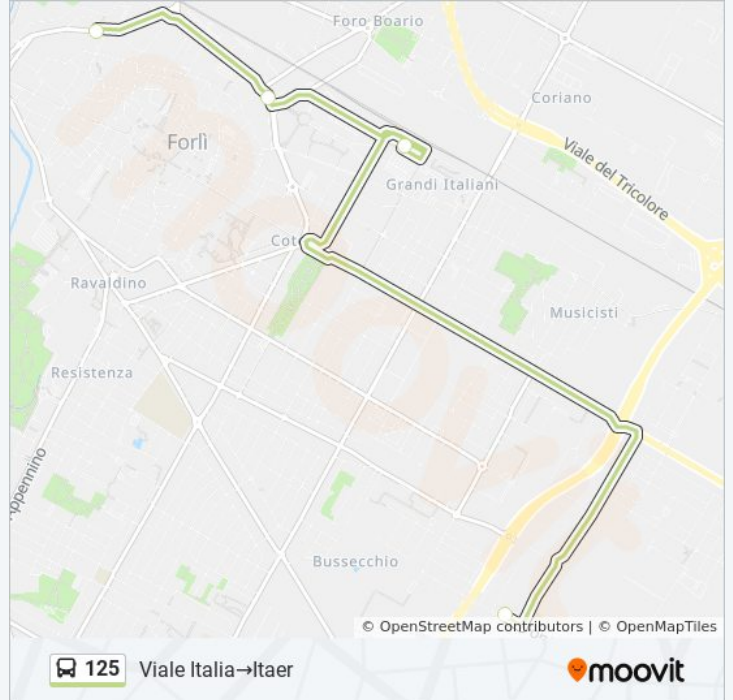 Foro Boario
Coriano
Forlì
Viale del Tricolore
Grandi Italiani
Cot
Ravaldino
Musicisti
Resistenza
Appennino
Bussecchio
© OpenStreetMap contributors | © OpenMapTiles
125 Viale Italia→Itaer
moovit